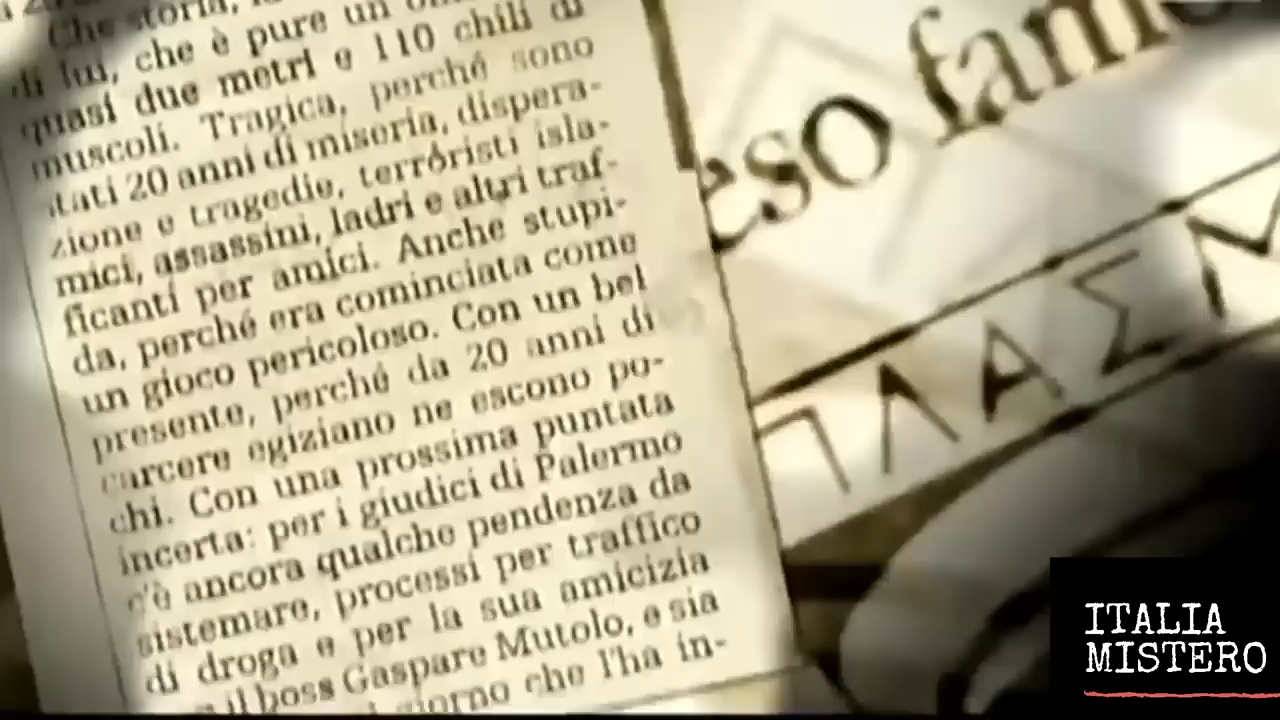 Che storia,
di lui, che è pure un
quasi due metri e 110 chili di
muscoli. Tragica, perché sono
stati 20 anni di miseria, dispera-
zione e tragedie, terroristi isla-
mici, assassini, ladri e altri traf-
ficanti per amici. Anche stupi-
da, perché era cominciata come
un gioco pericoloso. Con un bel
presente, perché da 20 anni di
carcere egiziano ne escono po-
chi. Con una prossima puntata
incerta: per i giudici di Palermo
c'è ancora qualche pendenza da
sistemare, processi per traffico
di droga e per la sua amicizia
il boss Gaspare Mutolo, e sia
giorno che l'ha in-
eso fam
ΠΛΑΣΜ
ITALIA
MISTERO